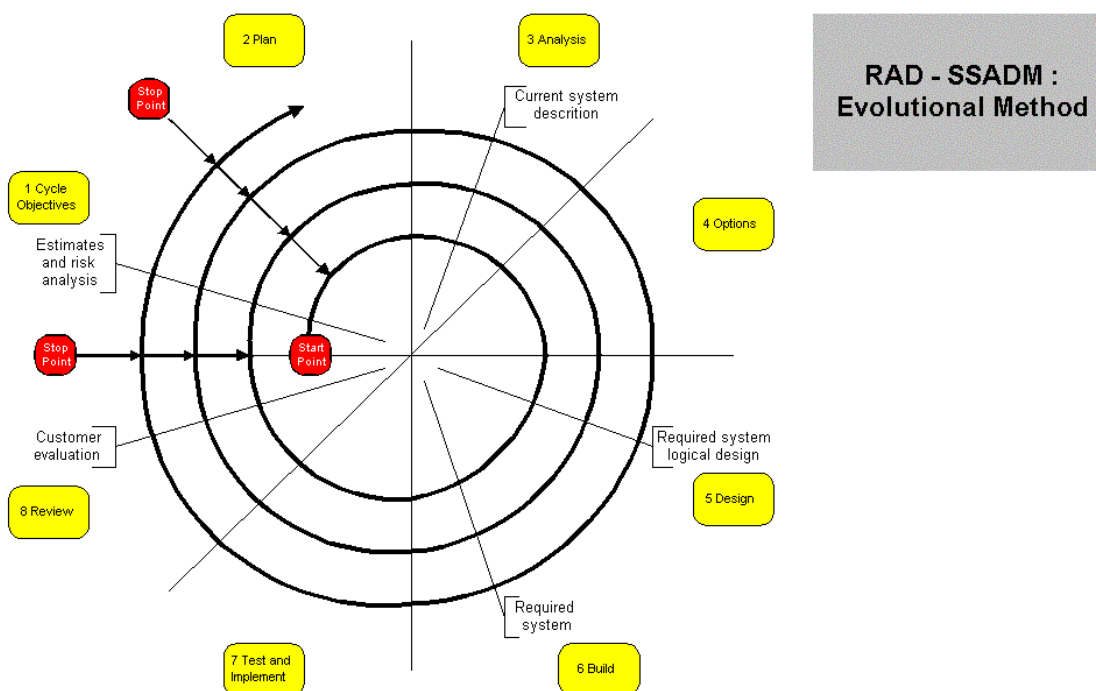 2 Plan
3 Analysis
RAD - SSADM :
Evolutional Method
Stop
Point
Current system
descrition
1 Cycle
Objectives
4 Options
Estimates
and risk
analysis
Stop
Point
Start
Point
Customer
evaluation
Required system
logical design
8 Review
5 Design
Required
system
7 Test and
Implement
6 Build